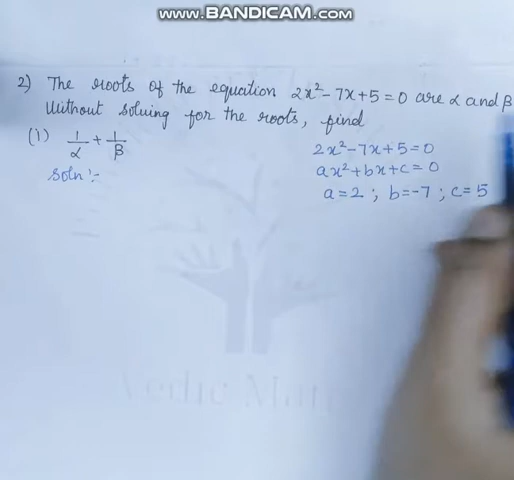 www.BANDICAM.com
2) The roots of the equation 2x² - 7x + 5 = 0 are α and β
Without solving for the roots, find
(1) 1/α + 1/β
Soln :-
2x² - 7x + 5 = 0
ax² + bx + c = 0
a = 2 ; b = -7 ; c = 5
Vedic